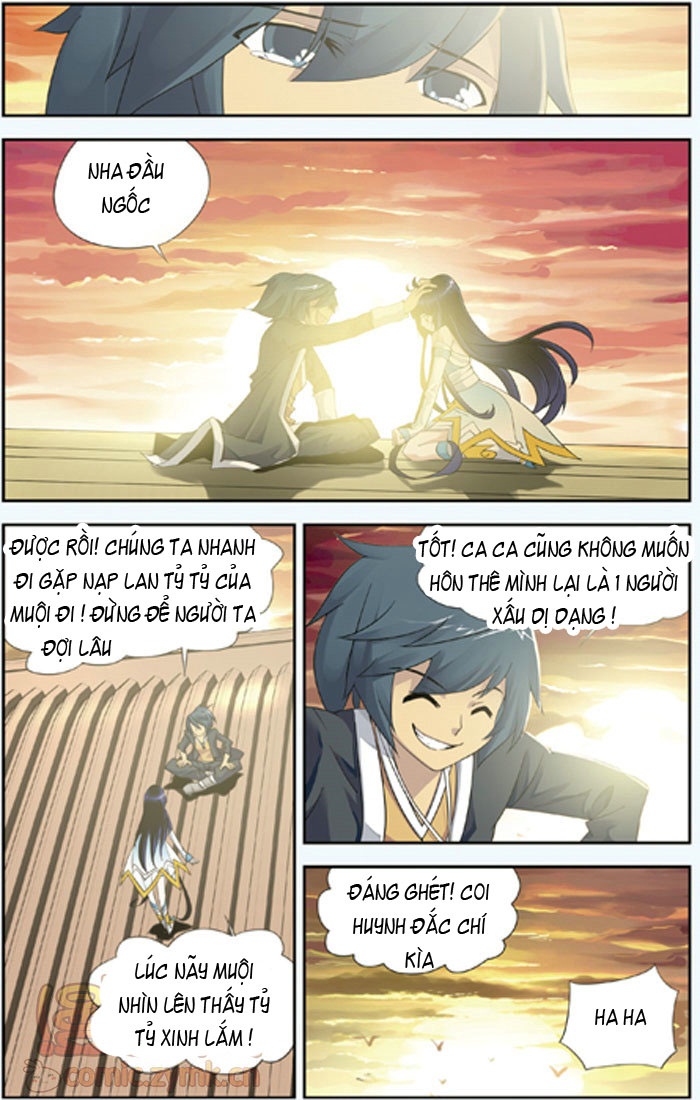 NHA ĐẦU
NGỐC
ĐƯỢC RỒI! CHÚNG TA NHANH
ĐI GẶP NẠP LAN TỶ TỶ CỦA
MUỘI ĐI! ĐỪNG ĐỂ NGƯỜI TA
ĐỢI LÂU
TỐT! CA CA CŨNG KHÔNG MUỐN
HÔN THÊ MÌNH LẠI LÀ 1 NGƯỜI
XẤU DỊ DẠNG!
LÚC NÃY MUỘI
NHÌN LÊN THẤY TỶ
TỶ XINH LẮM!
ĐÁNG GHÉT! COI
HUYNH ĐẮC CHÍ
KÌA
HA HA